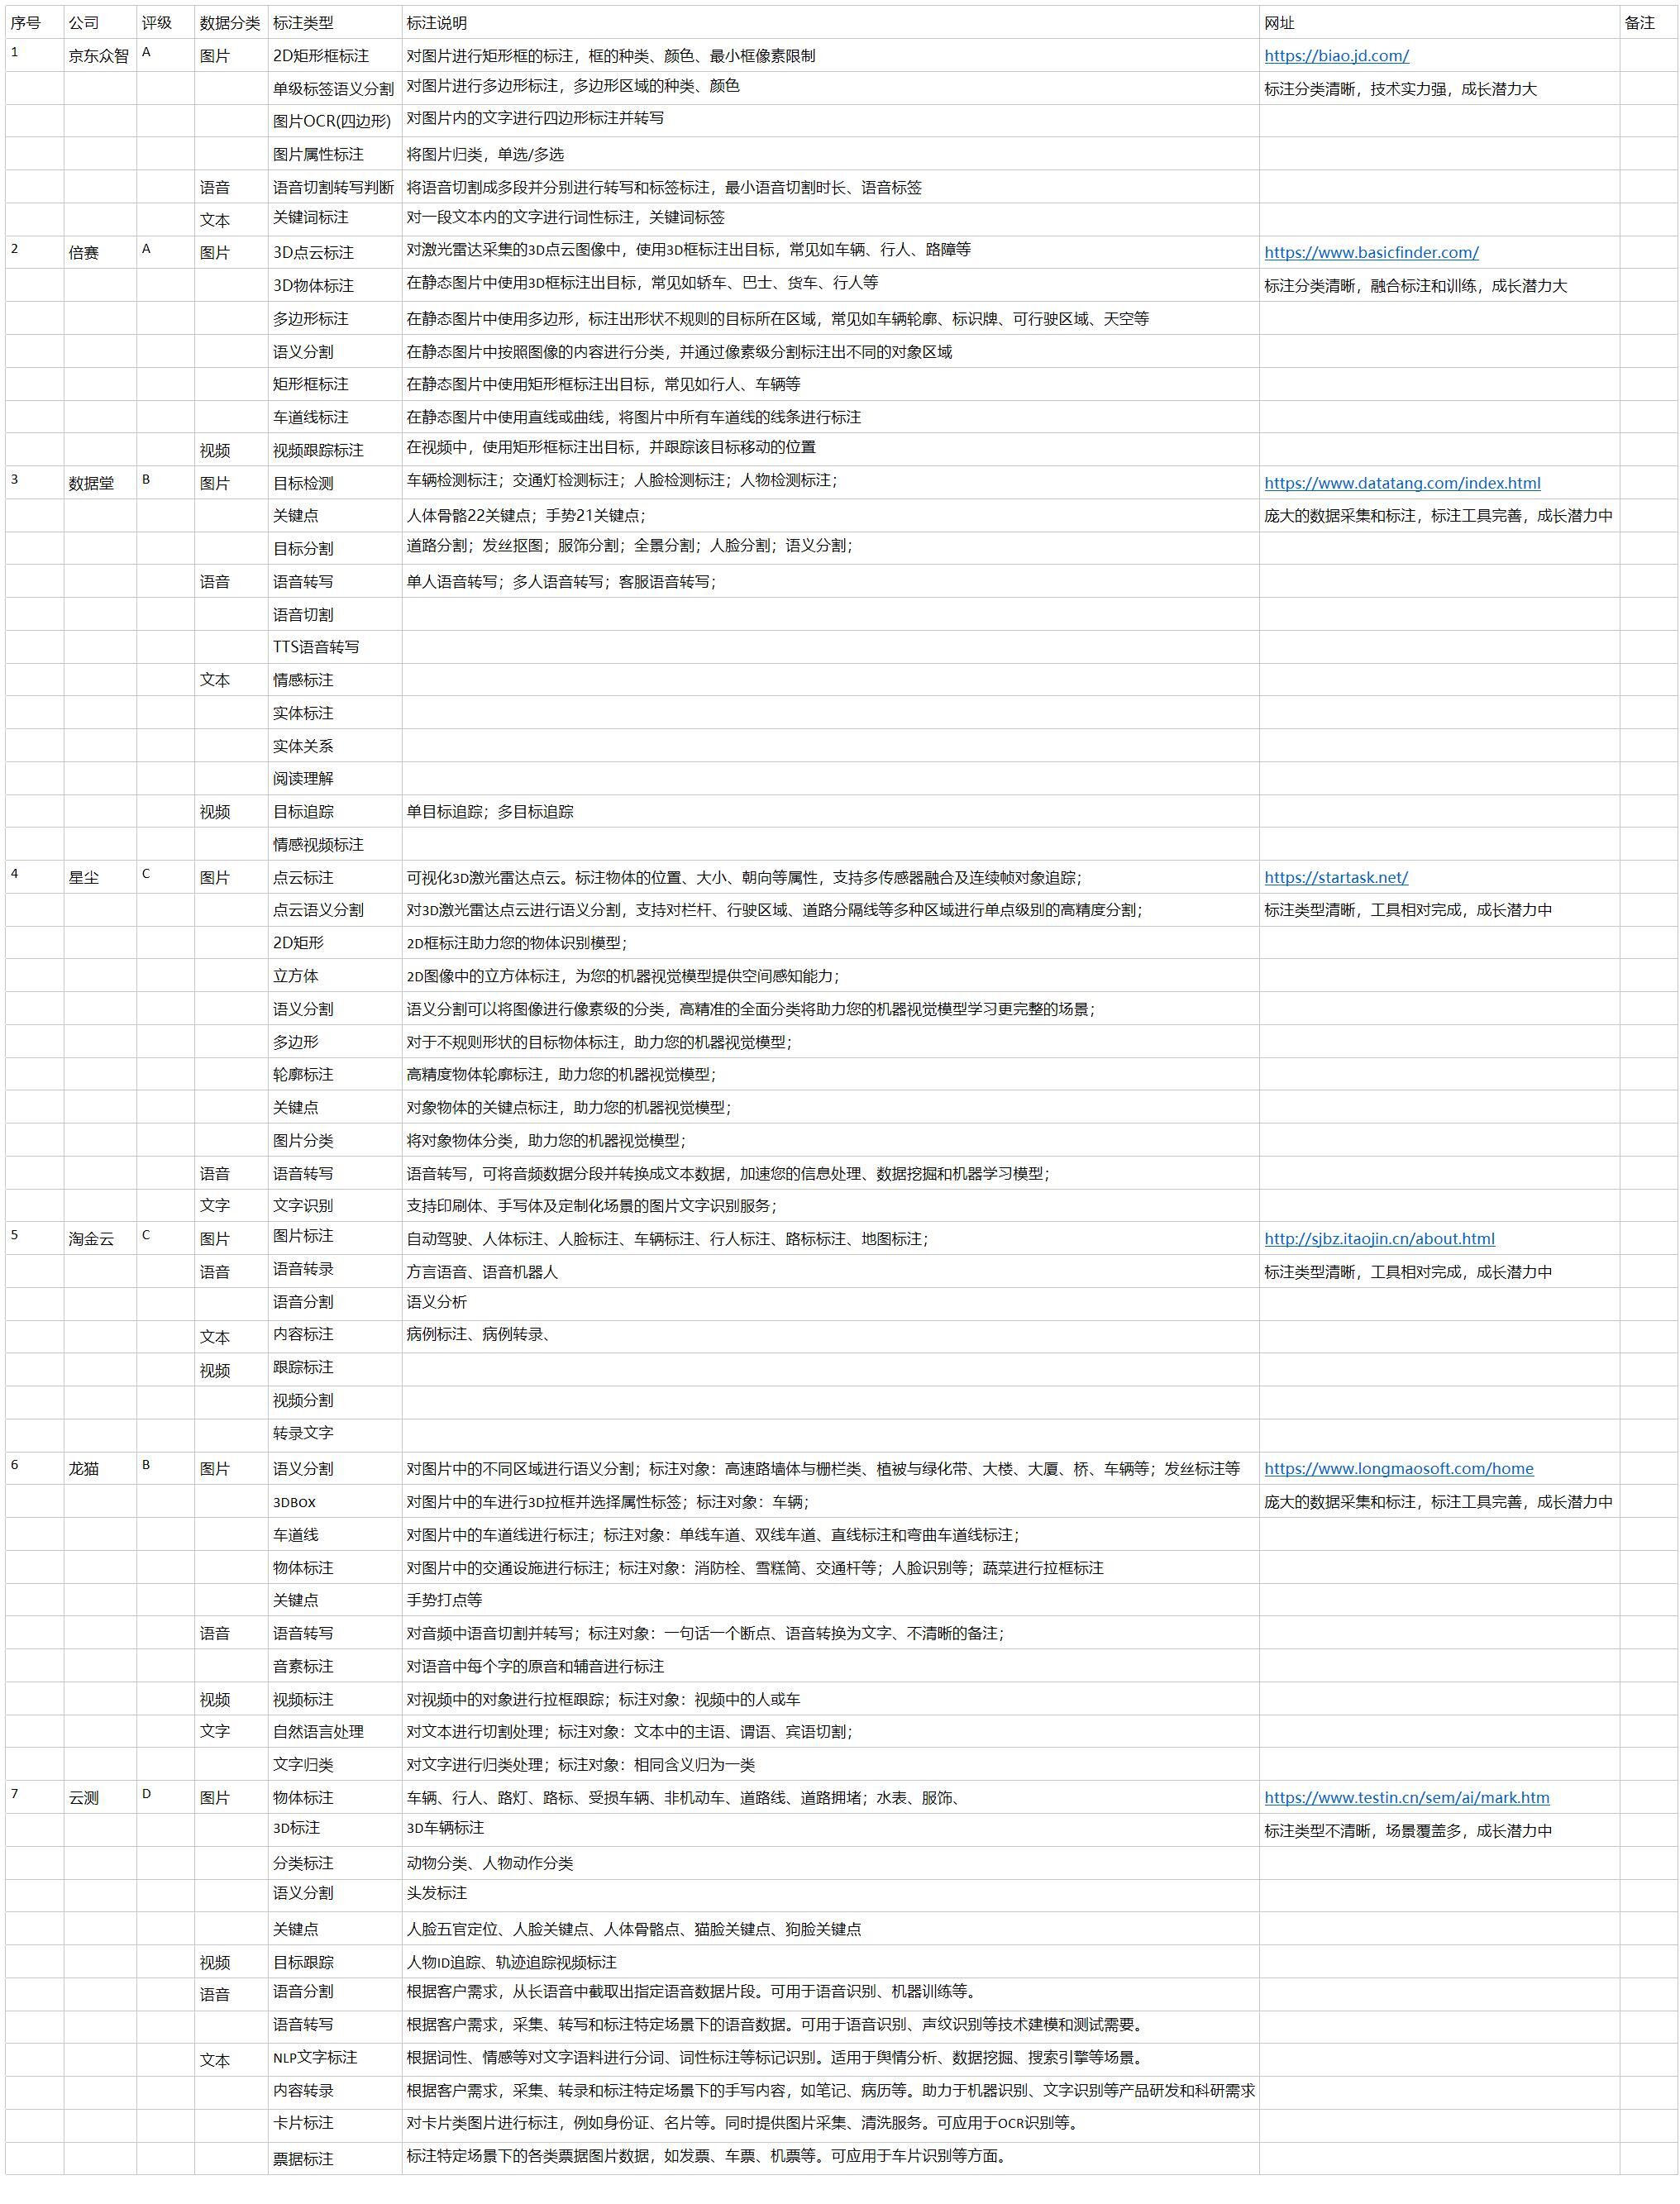 序号 公司 评级 数据分类 标注类型 标注说明 网址 备注
1 京东众智 A 图片 2D矩形框标注 对图片进行矩形框的标注，框的种类、颜色、最小框像素限制 https://biao.jd.com/
单级标签语义分割 对图片进行多边形标注，多边形区域的种类、颜色 标注分类清晰，技术实力强，成长潜力大
图片OCR(四边形) 对图片内的文字进行四边形标注并转写
图片属性标注 将图片归类，单选/多选
语音 语音切割转写判断 将语音切割成多段并分别进行转写和标签标注，最小语音切割时长、语音标签
文本 关键词标注 对一段文本内的文字进行词性标注，关键词标签
2 倍赛 A 图片 3D点云标注 对激光雷达采集的3D点云图像中，使用3D框标注出目标，常见如车辆、行人、路障等 https://www.basicfinder.com/
3D物体标注 在静态图片中使用3D框标注出目标，常见如轿车、巴士、货车、行人等 标注分类清晰，融合标注和训练，成长潜力大
多边形标注 在静态图片中使用多边形，标注出形状不规则的目标所在区域，常见如车辆轮廓、标识牌、可行驶区域、天空等
语义分割 在静态图片中按照图像的内容进行分类，并通过像素级分割标注出不同的对象区域
矩形框标注 在静态图片中使用矩形框标注出目标，常见如行人、车辆等
车道线标注 在静态图片中使用直线或曲线，将图片中所有车道线的线条进行标注
视频 视频跟踪标注 在视频中，使用矩形框标注出目标，并跟踪该目标移动的位置
3 数据堂 B 图片 目标检测 车辆检测标注；交通灯检测标注；人脸检测标注；人物检测标注； https://www.datatang.com/index.html
关键点 人体骨骼22关键点；手势21关键点； 庞大的数据采集和标注，标注工具完善，成长潜力中
目标分割 道路分割；发丝抠图；服饰分割；全景分割；人脸分割；语义分割；
语音 语音转写 单人语音转写；多人语音转写；客服语音转写；
语音切割
TTS语音转写
文本 情感标注
实体标注
实体关系
阅读理解
视频 目标追踪 单目标追踪；多目标追踪
情感视频标注
4 星尘 C 图片 点云标注 可视化3D激光雷达点云。标注物体的位置、大小、朝向等属性，支持多传感器融合及连续帧对象追踪； https://startask.net/
点云语义分割 对3D激光雷达点云进行语义分割，支持对栏杆、行驶区域、道路分隔线等多种区域进行单点级别的高精度分割； 标注类型清晰，工具相对完成，成长潜力中
2D矩形 2D框标注助力您的物体识别模型；
立方体 2D图像中的立方体标注，为您的机器视觉模型提供空间感知能力；
语义分割 语义分割可以将图像进行像素级的分类，高精准的全面分类将助力您的机器视觉模型学习更完整的场景；
多边形 对于不规则形状的目标物体标注，助力您的机器视觉模型；
轮廓标注 高精度物体轮廓标注，助力您的机器视觉模型；
关键点 对象物体的关键点标注，助力您的机器视觉模型；
图片分类 将对象物体分类，助力您的机器视觉模型；
语音 语音转写 语音转写，可将音频数据分段并转换成文本数据，加速您的信息处理、数据挖掘和机器学习模型；
文字 文字识别 支持印刷体、手写体及定制化场景的图片文字识别服务；
5 淘金云 C 图片 图片标注 自动驾驶、人体标注、人脸标注、车辆标注、行人标注、路标标注、地图标注； http://sjbz.itaojin.cn/about.html
语音 语音转录 方言语音、语音机器人 标注类型清晰，工具相对完成，成长潜力中
语音分割 语义分析
文本 内容标注 病例标注、病例转录、
视频 跟踪标注
视频分割
转录文字
6 龙猫 B 图片 语义分割 对图片中的不同区域进行语义分割；标注对象：高速路墙体与栅栏类、植被与绿化带、大楼、大厦、桥、车辆等；发丝标注等 https://www.longmaosoft.com/home
3DBOX 对图片中的车进行3D拉框并选择属性标签；标注对象：车辆； 庞大的数据采集和标注，标注工具完善，成长潜力中
车道线 对图片中的车道线进行标注；标注对象：单线车道、双线车道、直线标注和弯曲车道线标注；
物体标注 对图片中的交通设施进行标注；标注对象：消防栓、雪糕筒、交通杆等；人脸识别等；蔬菜进行拉框标注
关键点 手势打点等
语音 语音转写 对音频中语音切割并转写；标注对象：一句话一个断点、语音转换为文字、不清晰的备注；
音素标注 对语音中每个字的原音和辅音进行标注
视频 视频标注 对视频中的对象进行拉框跟踪；标注对象：视频中的人或车
文字 自然语言处理 对文本进行切割处理；标注对象：文本中的主语、谓语、宾语切割；
文字归类 对文字进行归类处理；标注对象：相同含义归为一类
7 云测 D 图片 物体标注 车辆、行人、路灯、路标、受损车辆、非机动车、道路线、道路拥堵；水表、服饰、 https://www.testin.cn/sem/ai/mark.htm
3D标注 3D车辆标注 标注类型不清晰，场景覆盖多，成长潜力中
分类标注 动物分类、人物动作分类
语义分割 头发标注
关键点 人脸五官定位、人脸关键点、人体骨骼点、猫脸关键点、狗脸关键点
视频 目标跟踪 人物ID追踪、轨迹追踪视频标注
语音 语音分割 根据客户需求，从长语音中截取出指定语音数据片段。可用于语音识别、机器训练等。
语音转写 根据客户需求，采集、转写和标注特定场景下的语音数据。可用于语音识别、声纹识别等技术建模和测试需要。
文本 NLP文字标注 根据词性、情感等对文字语料进行分词、词性标注等标记识别。适用于舆情分析、数据挖掘、搜索引擎等场景。
内容转录 根据客户需求，采集、转录和标注特定场景下的手写内容，如笔记、病历等。助力于机器识别、文字识别等产品研发和科研需求
卡片标注 对卡片类图片进行标注，例如身份证、名片等。同时提供图片采集、清洗服务。可应用于OCR识别等。
票据标注 标注特定场景下的各类票据图片数据，如发票、车票、机票等。可应用于车片识别等方面。